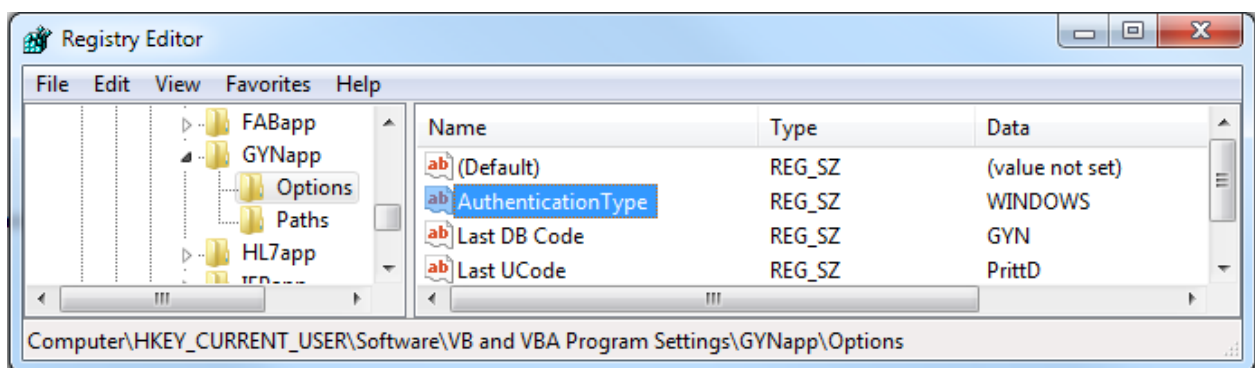 Registry Editor
File Edit View Favorites Help
FABapp
GYNapp
Options
Paths
HL7app
Name Type Data
(Default) REG_SZ (value not set)
AuthenticationType REG_SZ WINDOWS
Last DB Code REG_SZ GYN
Last UCode REG_SZ PrittD
Computer\HKEY_CURRENT_USER\Software\VB and VBA Program Settings\GYNapp\Options